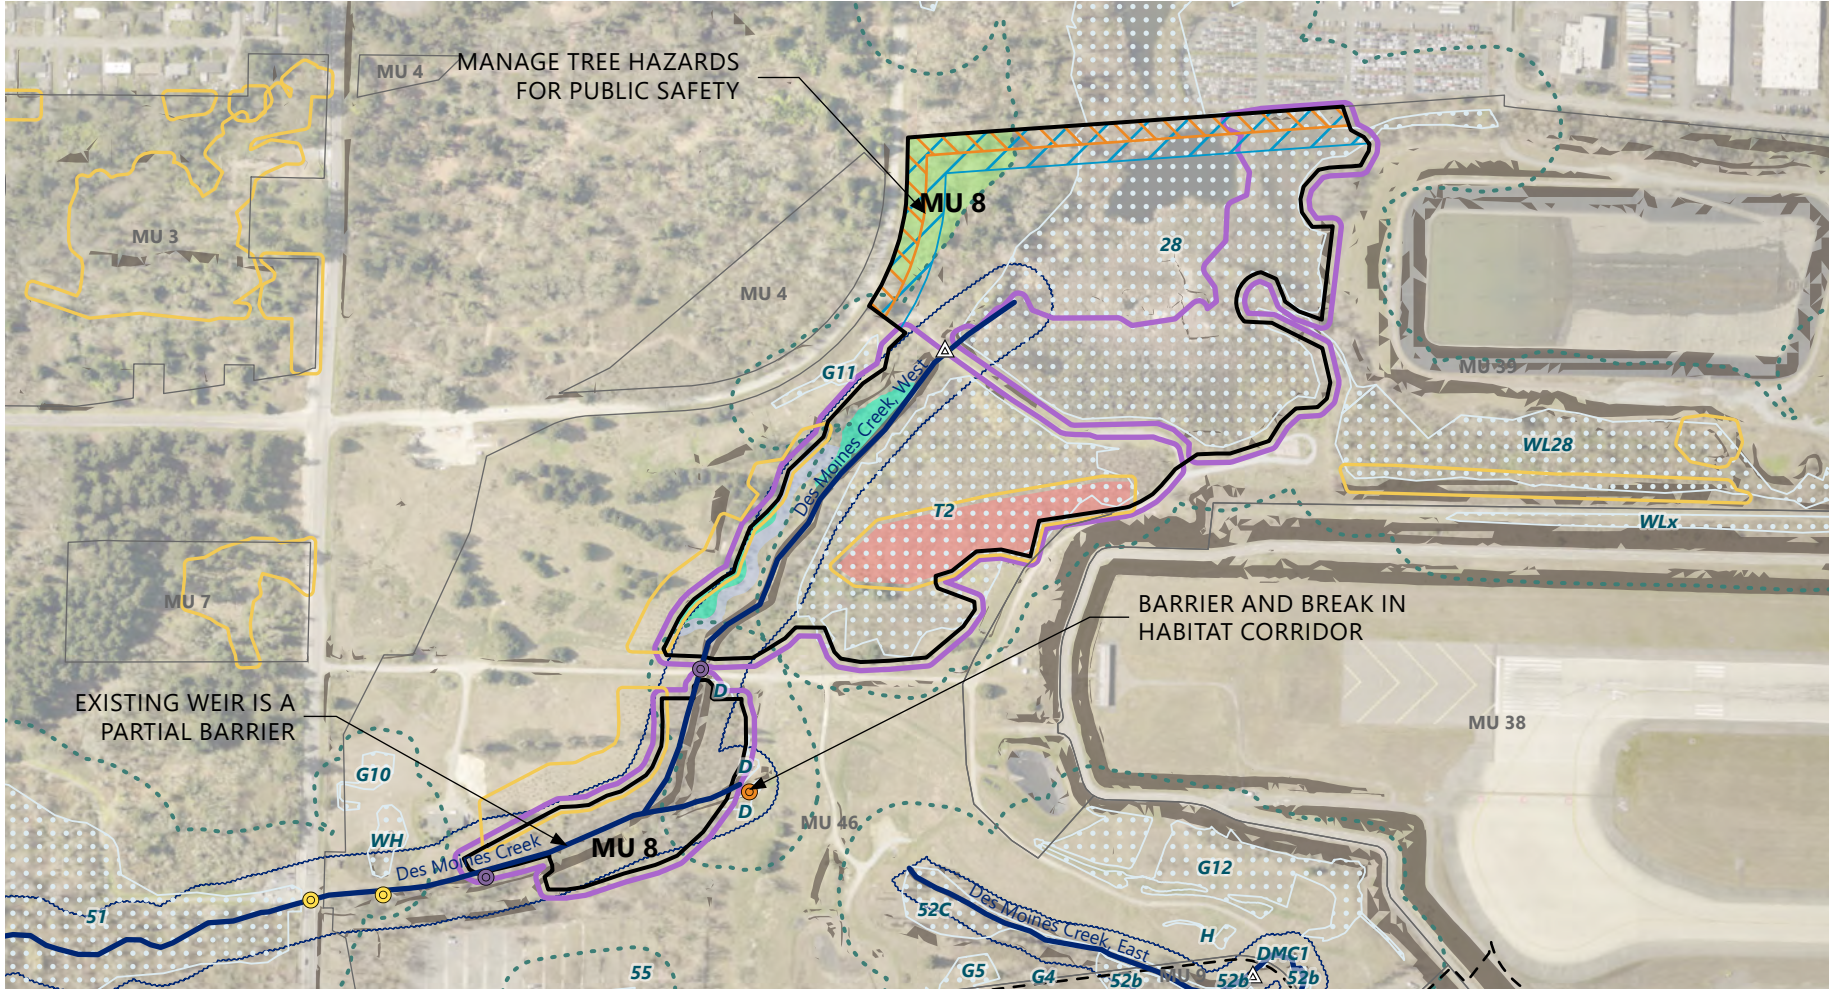 MU 4
MANAGE TREE HAZARDS
FOR PUBLIC SAFETY
MU 8
MU 3
28
MU 4
MU 39
G11
Des Moines Creek, West
WL28
T2
WLx
MU 7
BARRIER AND BREAK IN
HABITAT CORRIDOR
EXISTING WEIR IS A
PARTIAL BARRIER
D
MU 38
G10
D
D
MU 46
WH
MU 8
Des Moines Creek
G12
51
52C
Des Moines Creek, East
H
DMC1
55
G5
G4
52b
MU 9
52b
52b